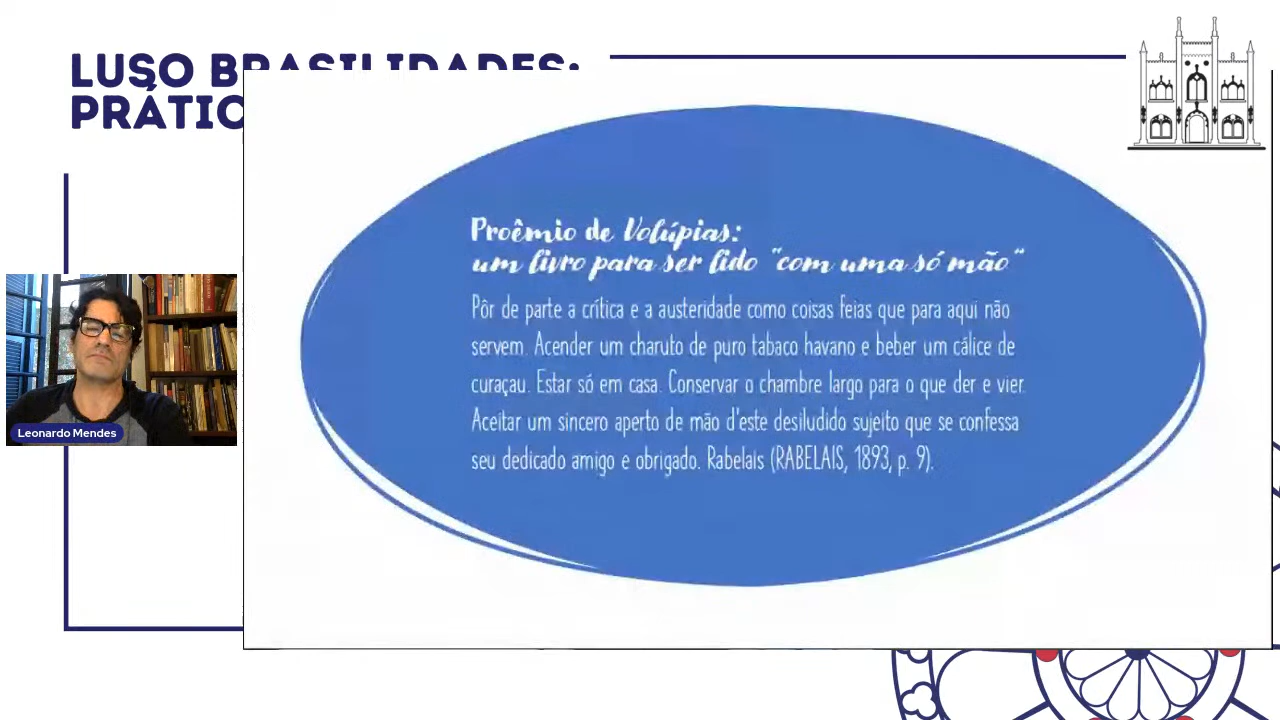 LUSO BRASILIDADES:
PRÁTIC
Proêmio de Volúpias:
um livro para ser lido "com uma só mão"
Pôr de parte a crítica e a austeridade como coisas feias que para aqui não
servem. Acender um charuto de puro tabaco havano e beber um cálice de
curaçau. Estar só em casa. Conservar o chambre largo para o que der e vier.
Aceitar um sincero aperto de mão d'este desiludido sujeito que se confessa
seu dedicado amigo e obrigado. Rabelais (RABELAIS, 1893, p. 9).
Leonardo Mendes